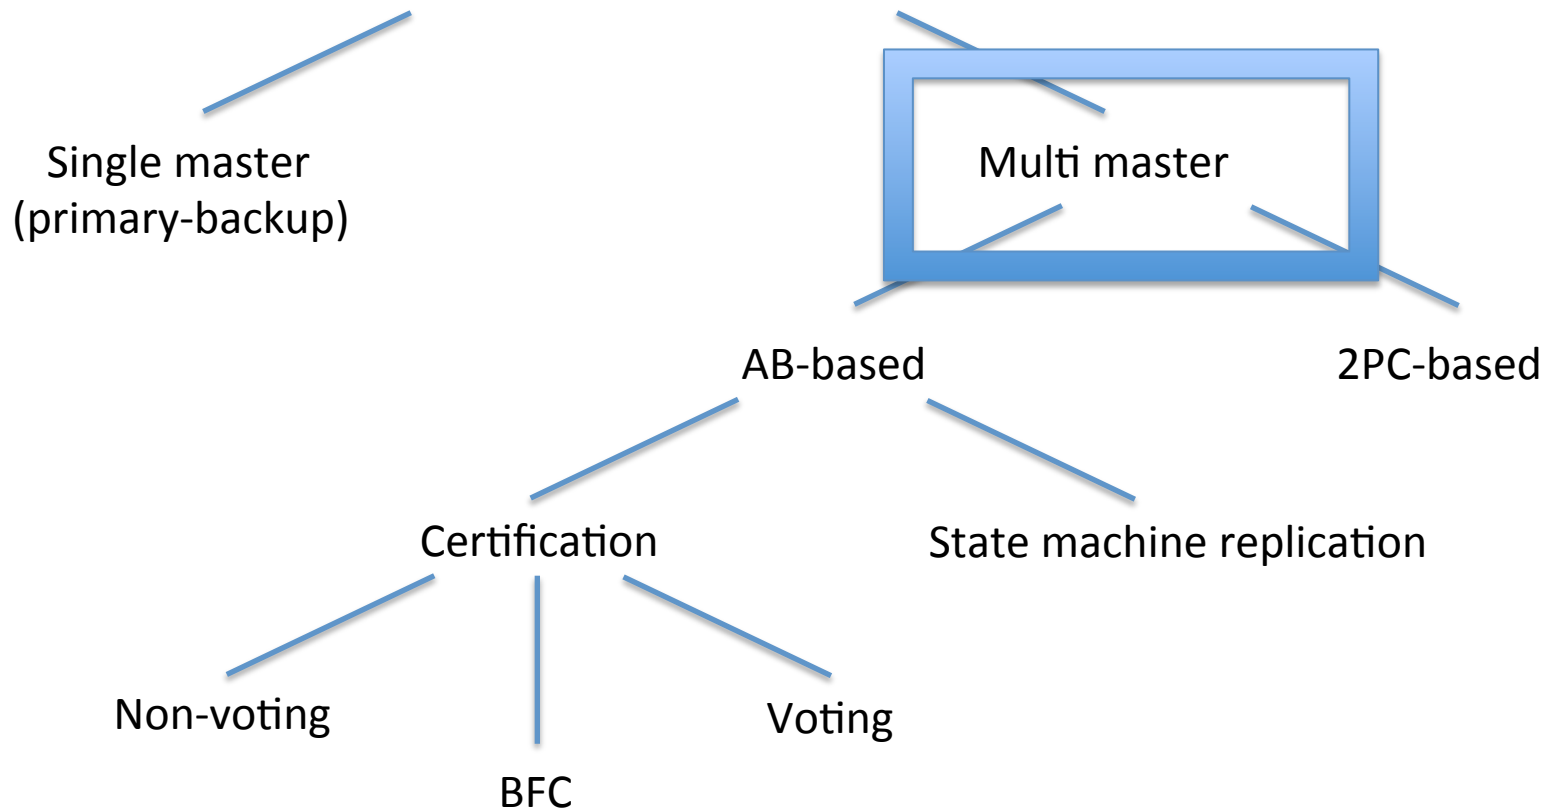 Single master
(primary-backup)
Multi master
AB-based
2PC-based
Certification
State machine replication
Non-voting
Voting
BFC